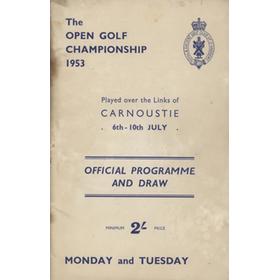 The
OPEN GOLF
CHAMPIONSHIP
1953
Played over the Links of
CARNOUSTIE
6th-10th JULY
OFFICIAL PROGRAMME
AND DRAW
MINIMUM 2/- PRICE
MONDAY and TUESDAY